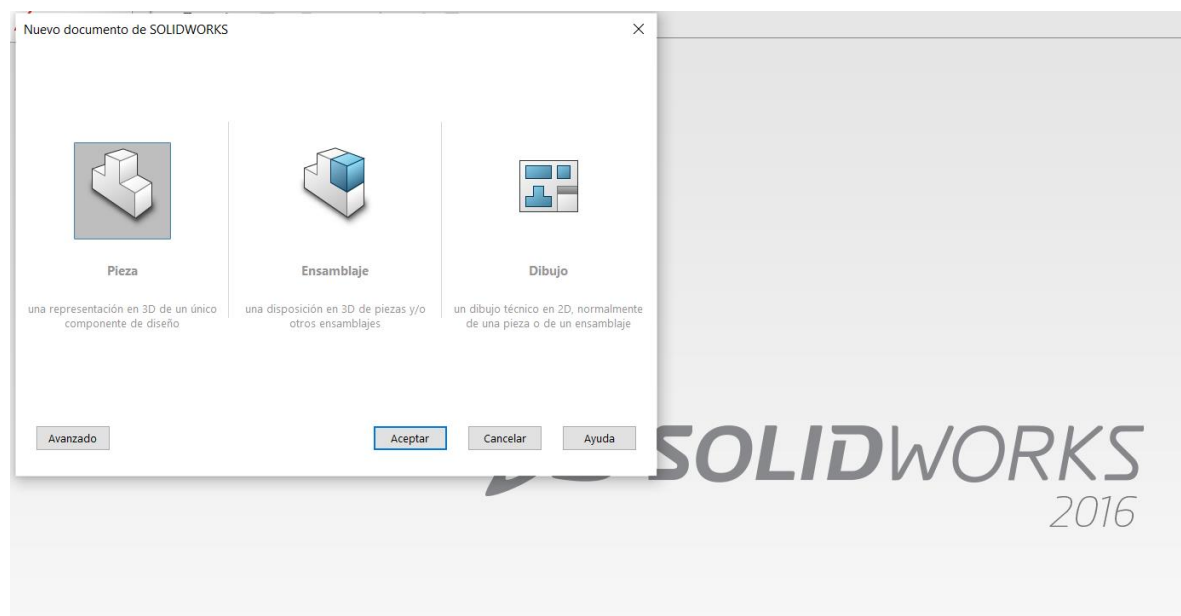 Nuevo documento de SOLIDWORKS
Pieza
una representación en 3D de un único
componente de diseño
Ensamblaje
una disposición en 3D de piezas y/o
otros ensamblajes
Dibujo
un dibujo técnico en 2D, normalmente
de una pieza o de un ensamblaje
Avanzado
Aceptar
Cancelar
Ayuda
SOLIDWORKS
2016